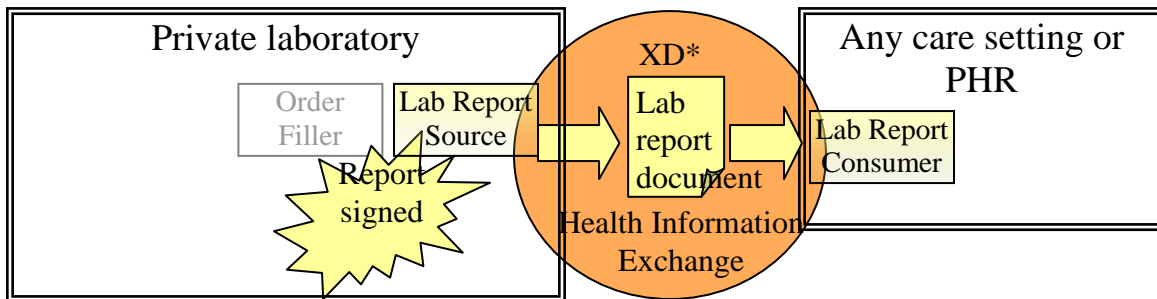 Private laboratory
Order
Filler
Lab Report
Source
Report
signed
XD*
Lab
report
document
Health Information
Exchange
Any care setting or
PHR
Lab Report
Consumer